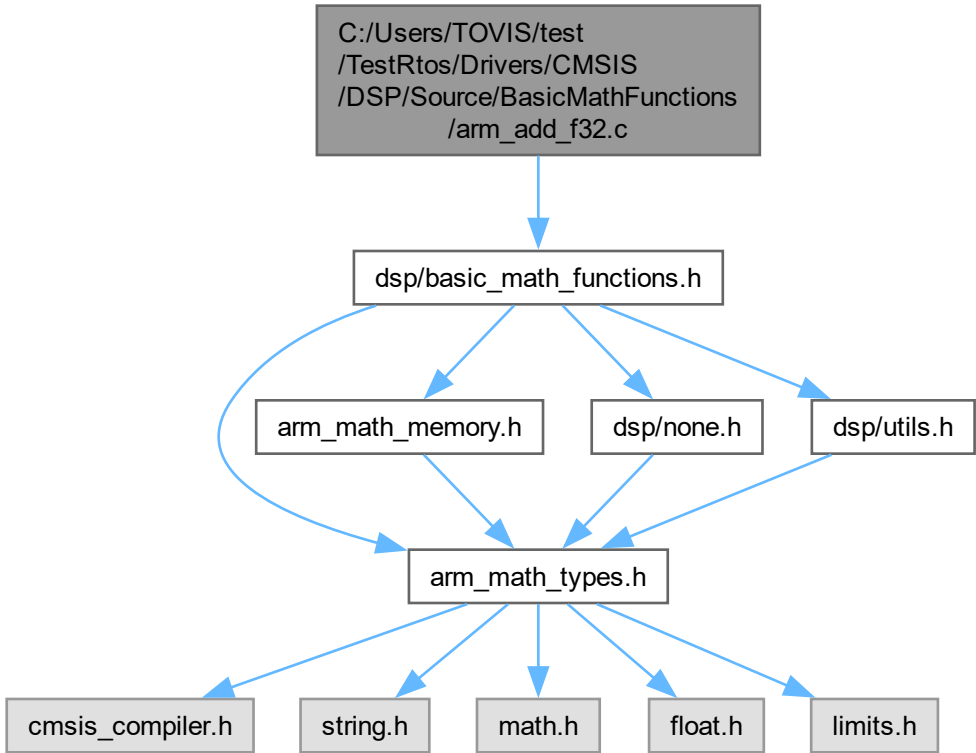 C:/Users/TOVIS/test
/TestRtos/Drivers/CMSIS
/DSP/Source/BasicMathFunctions
/arm_add_f32.c
dsp/basic_math_functions.h
arm_math_memory.h
dsp/none.h
dsp/utils.h
arm_math_types.h
cmsis_compiler.h
string.h
math.h
float.h
limits.h